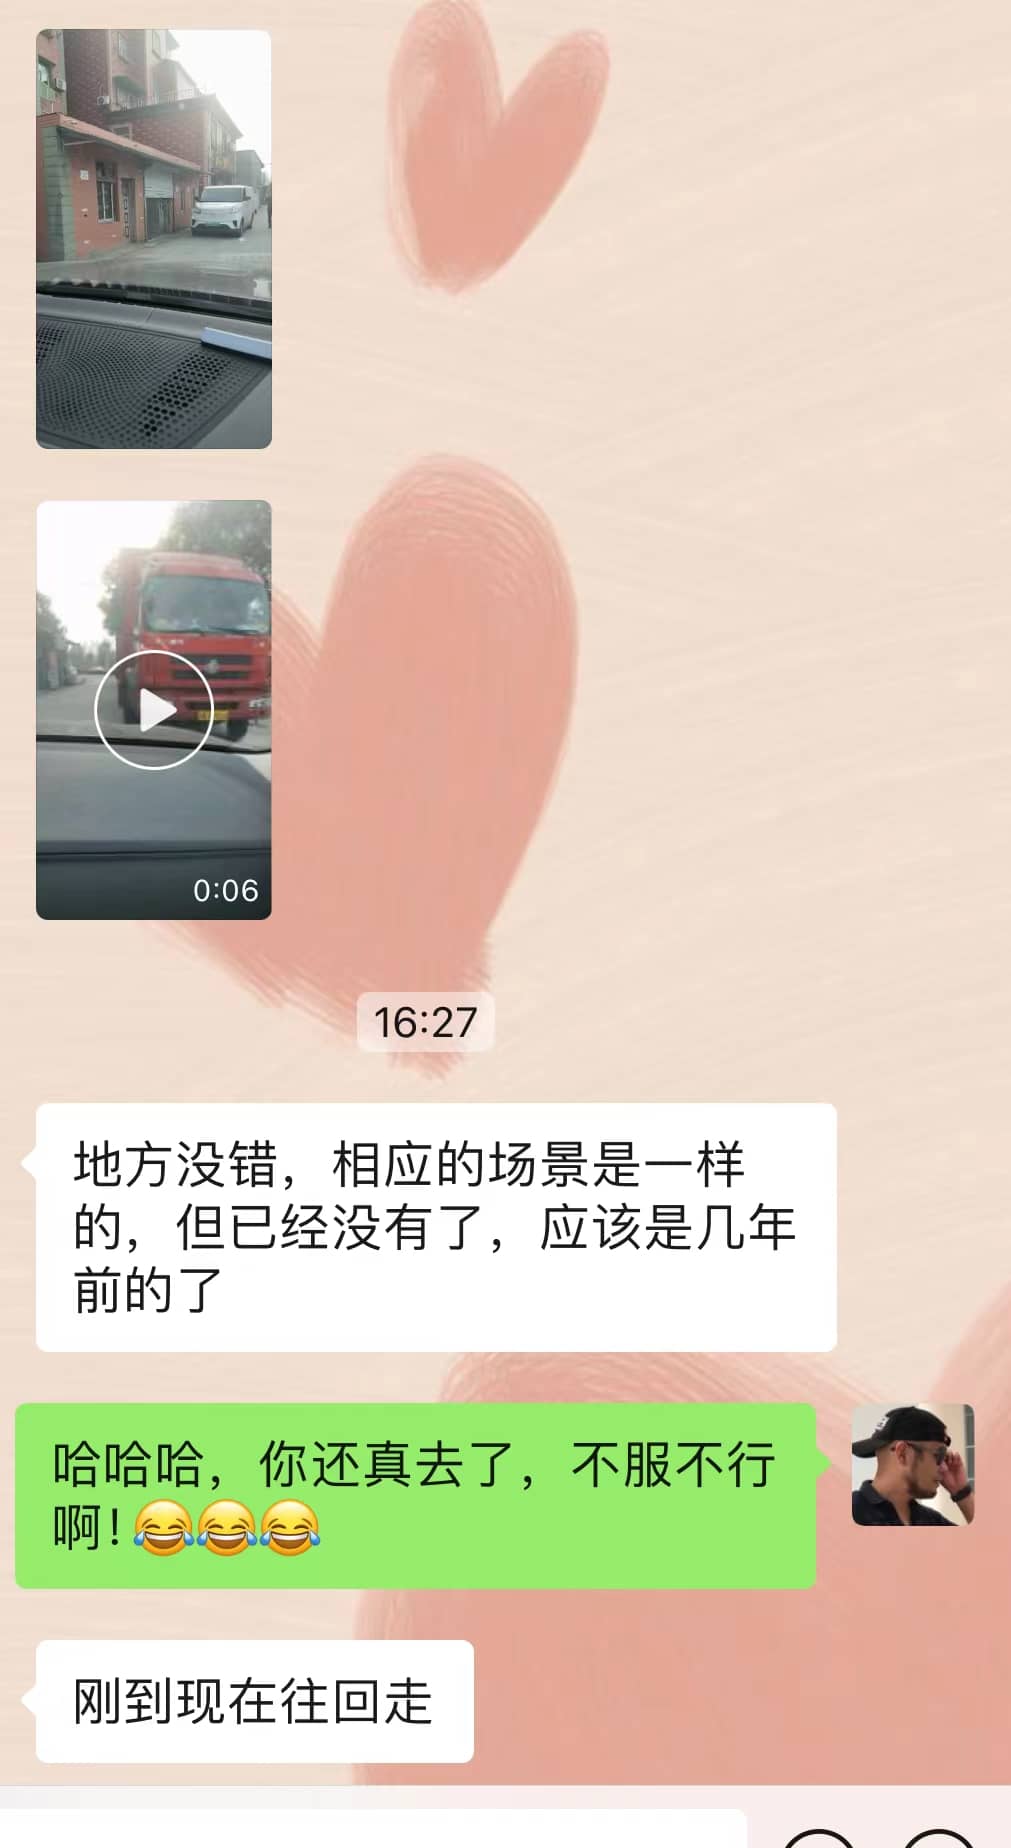 0:06
16:27
地方没错，相应的场景是一样
的，但已经没有了，应该是几年
前的了
哈哈哈，你还真去了，不服不行
啊！😂😂😂
刚到现在往回走